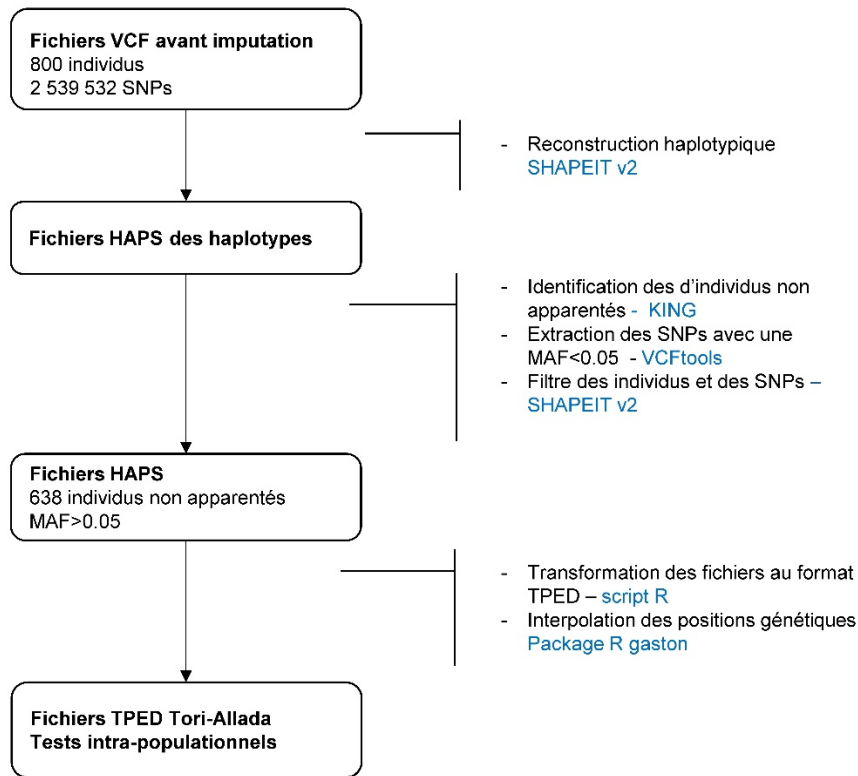 Fichiers VCF avant imputation
800 individus
2 539 532 SNPs
- Reconstruction haplotypique
SHAPEIT v2
Fichiers HAPS des haplotypes
- Identification des d'individus non
apparentés - KING
- Extraction des SNPs avec une
MAF<0.05 - VCFtools
- Filtre des individus et des SNPs –
SHAPEIT v2
Fichiers HAPS
638 individus non apparentés
MAF>0.05
- Transformation des fichiers au format
TPED – script R
- Interpolation des positions génétiques
Package R gaston
Fichiers TPED Tori-Allada
Tests intra-populationnels